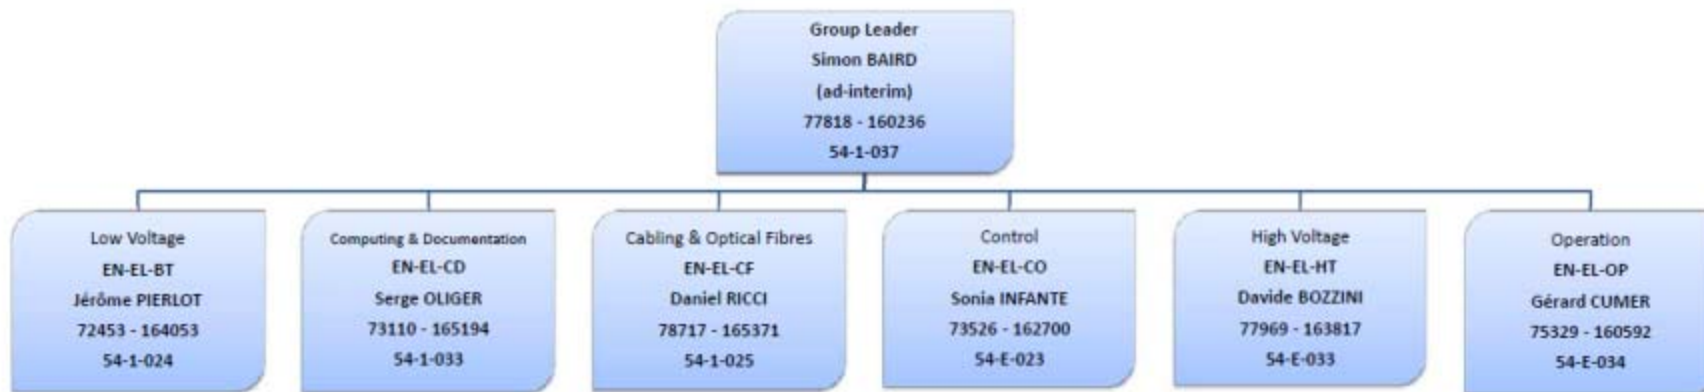 Group Leader
Simon BAIRD
(ad-interim)
77818 - 160236
54-1-037
Low Voltage
EN-EL-BT
Jérôme PIERLOT
72453 - 164053
54-1-024
Computing & Documentation
EN-EL-CD
Serge OLIGER
73110 - 165194
54-1-033
Cabling & Optical Fibres
EN-EL-CF
Daniel RICCI
78717 - 165371
54-1-025
Control
EN-EL-CO
Sonia INFANTE
73526 - 162700
54-E-023
High Voltage
EN-EL-HT
Davide BOZZINI
77969 - 163817
54-E-033
Operation
EN-EL-OP
Gérard CUMER
75329 - 160592
54-E-034